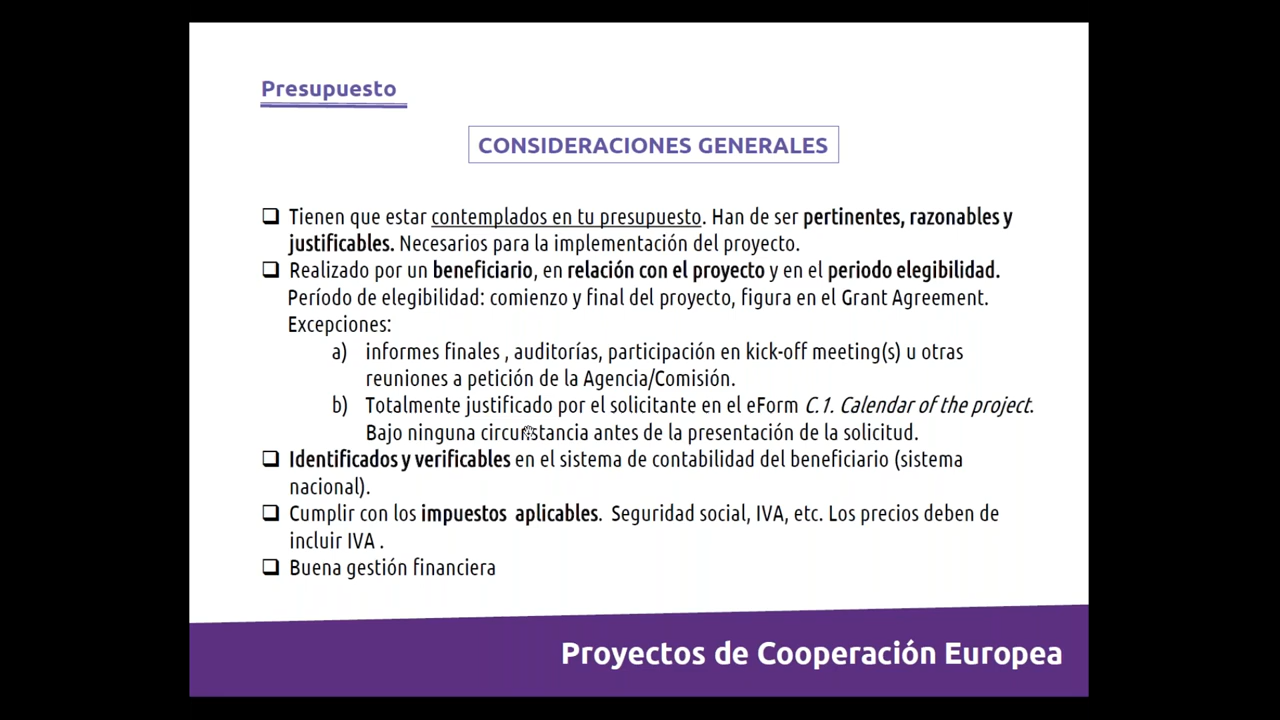 Presupuesto
CONSIDERACIONES GENERALES
❑ Tienen que estar contemplados en tu presupuesto. Han de ser pertinentes, razonables y
justificables. Necesarios para la implementación del proyecto.
❑ Realizado por un beneficiario, en relación con el proyecto y en el periodo elegibilidad.
Período de elegibilidad: comienzo y final del proyecto, figura en el Grant Agreement.
Excepciones:
a) informes finales , auditorías, participación en kick-off meeting(s) u otras
reuniones a petición de la Agencia/Comisión.
b) Totalmente justificado por el solicitante en el eForm C.1. Calendar of the project.
Bajo ninguna circunstancia antes de la presentación de la solicitud.
❑ Identificados y verificables en el sistema de contabilidad del beneficiario (sistema
nacional).
❑ Cumplir con los impuestos aplicables. Seguridad social, IVA, etc. Los precios deben de
incluir IVA .
❑ Buena gestión financiera
Proyectos de Cooperación Europea